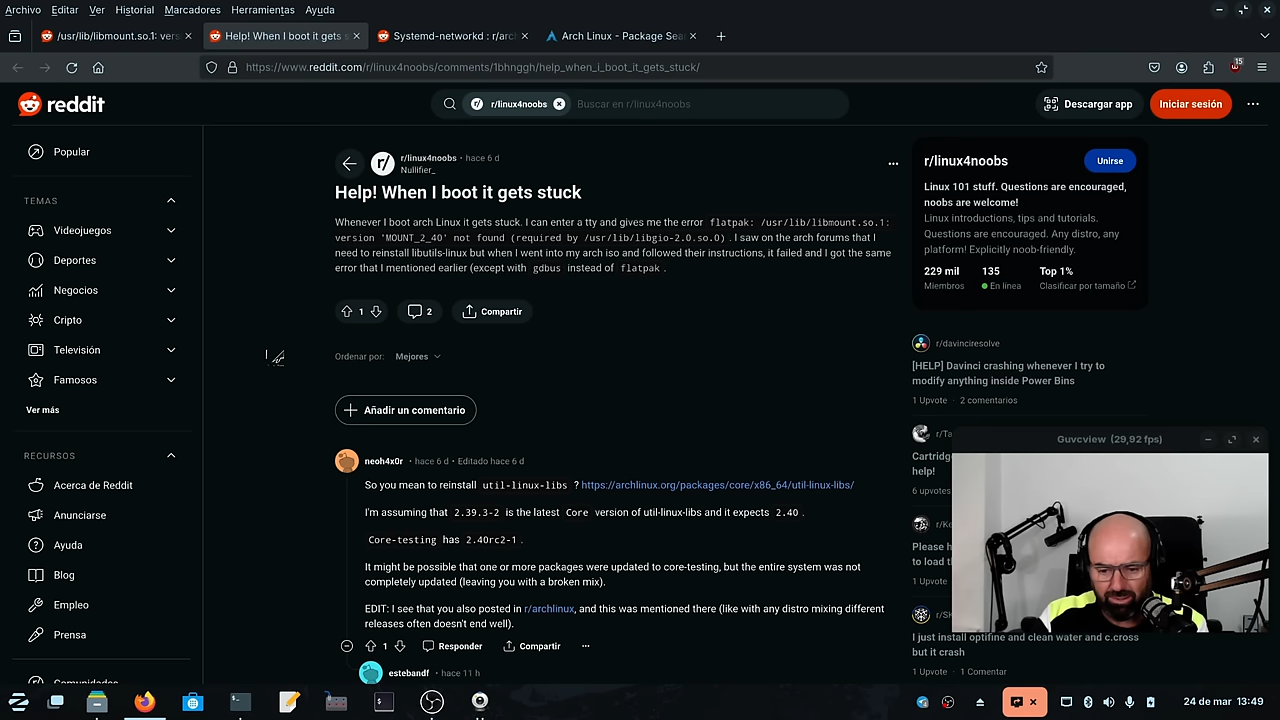 Archivo Editar Ver Historial Marcadores Herramientas Ayuda
/usr/lib/libmount.so.1: vers
Help! When I boot it gets s
Systemd-networkd : r/arc
Arch Linux - Package Sea
https://www.reddit.com/r/linux4noobs/comments/1bhnggh/help_when_i_boot_it_gets_stuck/
15
reddit
r/linux4noobs
Buscar en r/linux4noobs
Descargar app
Iniciar sesión
Popular
TEMAS
Videojuegos
Deportes
Negocios
Cripto
Televisión
Famosos
Ver más
RECURSOS
Acerca de Reddit
Anunciarse
Ayuda
Blog
Empleo
Prensa
r/
r/linux4noobs · hace 6 d
Nullifier_
Help! When I boot it gets stuck
Whenever I boot arch Linux it gets stuck. I can enter a tty and gives me the error flatpak: /usr/lib/libmount.so.1:
version 'MOUNT_2_40' not found (required by /usr/lib/libgio-2.0.so.0) . I saw on the arch forums that I
need to reinstall libutils-linux but when I went into my arch iso and followed their instructions, it failed and I got the same
error that I mentioned earlier (except with gdbus instead of flatpak .
1
2
Compartir
Ordenar por: Mejores
Añadir un comentario
neoh4x0r · hace 6 d · Editado hace 6 d
So you mean to reinstall util-linux-libs ? https://archlinux.org/packages/core/x86_64/util-linux-libs/
I'm assuming that 2.39.3-2 is the latest Core version of util-linux-libs and it expects 2.40 .
Core-testing has 2.40rc2-1 .
It might be possible that one or more packages were updated to core-testing, but the entire system was not
completely updated (leaving you with a broken mix).
EDIT: I see that you also posted in r/archlinux, and this was mentioned there (like with any distro mixing different
releases often doesn't end well).
1
Responder
Compartir
estebandf · hace 11 h
r/linux4noobs
Unirse
Linux 101 stuff. Questions are encouraged,
noobs are welcome!
Linux introductions, tips and tutorials.
Questions are encouraged. Any distro, any
platform! Explicitly noob-friendly.
229 mil 135 Top 1%
Miembros En línea Clasificar por tamaño
r/davinciresolve
[HELP] Davinci crashing whenever I try to
modify anything inside Power Bins
1 Upvote · 2 comentarios
r/Ta
Cartridg
help!
6 upvotes
r/Ke
Please h
to load t
1 Upvote
r/SK
I just install optifine and clean water and c.cross
but it crash
1 Upvote · 1 Comentar
Guvcview (29,92 fps)
24 de mar 13:49